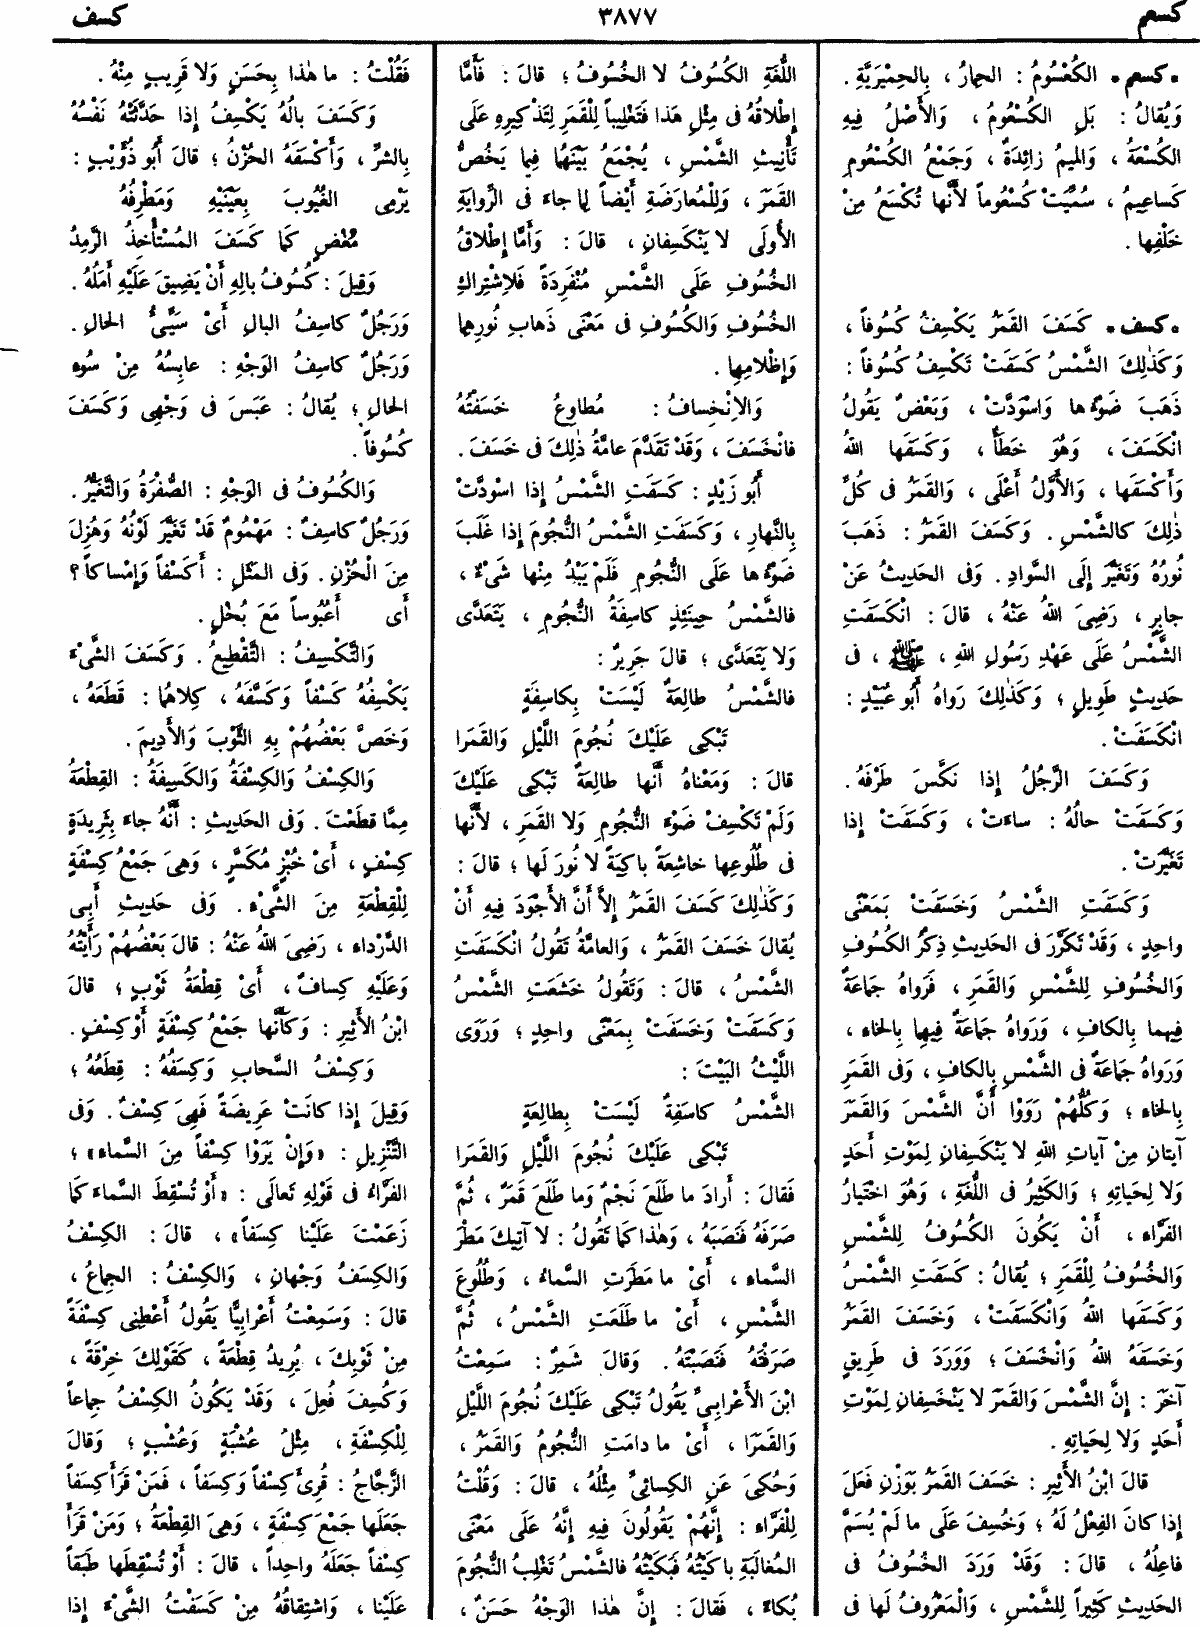 كسعم
٣٨٧٧
كسف
• كسعم • الكُعْسُومُ : الحِمارُ ، بِالحِمْيَرِيَّةِ .
وَيُقالُ : بَلِ الكُسْعُومُ ، وَالأَصْلُ فِيهِ
الكُسْعَةُ ، وَالمِيمُ زائِدَةٌ ، وَجَمْعُ الكُسْعُومِ
كَساعِيمُ ، سُمِّيَتْ كُسْعُوماً لأَنَّها تُكْسَعُ مِنْ
خَلْفِها .
• كسف • كَسَفَ القَمَرُ يَكْسِفُ كُسُوفاً ،
وَكَذٰلِكَ الشَّمْسُ كَسَفَتْ تَكْسِفُ كُسُوفاً :
ذَهَبَ ضَوْءُها وَاسْوَدَّتْ ، وَبَعْضٌ يَقُولُ
انْكَسَفَ ، وَهُوَ خَطَأٌ ، وَكَسَفَها اللهُ
وَأَكْسَفَها ، وَالأَوَّلُ أَعْلَى ، وَالقَمَرُ فى كُلِّ
ذٰلِكَ كالشَّمْسِ . وَكَسَفَ القَمَرُ : ذَهَبَ
نُورُهُ وَتَغَيَّرَ إِلَى السَّوادِ . وَفى الحَدِيثُ عَنْ
جابِرٍ ، رَضِىَ اللهُ عَنْهُ ، قالَ : انْكَسَفَتِ
الشَّمْسُ عَلَى عَهْدِ رَسُولِ اللهِ ، ﷺ ، فى
حَدِيثٍ طَوِيلٍ ؛ وَكَذٰلِكَ رَواهُ أَبُو عُبَيْدٍ :
انْكَسَفَتْ .
وَكَسَفَ الرَّجُلُ إِذا نَكَّسَ طَرْفَهُ .
وَكَسَفَتْ حالُهُ : ساءَتْ ، وَكَسَفَتْ إِذا
تَغَيَّرَتْ .
وَكَسَفَتِ الشَّمْسُ وَخَسَفَتْ بِمَعْنًى
واحِدٍ ، وَقَدْ تَكَرَّرَ فى الحَدِيثِ ذِكْرُ الكُسُوفِ
وَالخُسُوفِ لِلشَّمْسِ وَالقَمَرِ ، فَرَواهُ جَماعَةٌ
فِيهِما بِالكافِ ، وَرَواهُ جَماعَةٌ فِيهِا بِالخاءِ ،
وَرَواهُ جَماعَةٌ فى الشَّمْسِ بِالكافِ ، وَفى القَمَرِ
بِالخاءِ ؛ وَكُلُّهُمْ رَوَوْا أَنَّ الشَّمْسَ وَالقَمَرَ
آيَتانِ مِنْ آياتِ اللهِ لا يَنْكَسِفانِ لِمَوْتِ أَحَدٍ
وَلا لِحَياتِهِ ؛ وَالكَثِيرُ فى اللُّغَةِ ، وَهُوَ اخْتِيارُ
الفَرَّاءِ ، أَنْ يَكُونَ الكُسُوفُ لِلشَّمْسِ
وَالخُسُوفُ لِلْقَمَرِ ؛ يُقالُ : كَسَفَتِ الشَّمْسُ
وَكَسَفَها اللهُ وَانْكَسَفَتْ ، وَخَسَفَ القَمَرُ
وَخَسَفَهُ اللهُ وَانْخَسَفَ ؛ وَوَرَدَ فى طَرِيقٍ
آخَرَ : إِنَّ الشَّمْسَ وَالقَمَرَ لا يَنْخَسِفانِ لِمَوْتِ
أَحَدٍ وَلا لِحَياتِهِ .
قالَ ابْنُ الأَثِيرِ : خَسَفَ القَمَرُ بِوَزْنِ فَعَلَ
إِذا كانَ الفِعْلُ لَهُ ؛ وَخُسِفَ عَلَى ما لَمْ يُسَمَّ
فاعِلُهُ ، قالَ : وَقَدْ وَرَدَ الخُسُوفُ فى
الحَدِيثِ كَثِيراً لِلشَّمْسِ ، وَالْمَعْرُوفُ لَها فى
اللُّغَةِ الكُسُوفُ لا الخُسُوفُ ؛ قالَ : فَأَمَّا
إِطْلاقُهُ فى مِثْلِ هَذا فَتَغْلِيباً لِلْقَمَرِ لِتَذْكِيرِهِ عَلَى
تَأْنِيثِ الشَّمْسِ ، يُجْمَعُ بَيْنَهُما فِيما يَخُصُّ
القَمَرَ ، وَلِلْمُعارَضَةِ أَيْضاً لِما جاءَ فى الرِّوايَةِ
الأُولَى لا يَنْكَسِفانِ ، قالَ : وَأَمَّا إِطْلاقُ
الخُسُوفِ عَلَى الشَّمْسِ مُنْفَرِدَةً فَلِاشْتِراكِ
الخُسُوفِ وَالكُسُوفِ فى مَعْنَى ذَهابِ نُورِهِما
وَإِظْلامِهِا .
وَالانْخِسافُ : مُطاوِعُ خَسَفْتُهُ
فانْخَسَفَ ، وَقَدْ تَقَدَّمَ عامَّةُ ذٰلِكَ فى خَسَفَ .
أَبُو زَيْدٍ : كَسَفَتِ الشَّمْسُ إِذا اسْوَدَّتْ
بِالنَّهارِ ، وَكَسَفَتِ الشَّمْسُ النُّجُومَ إِذا غَلَبَ
ضَوْءُها عَلَى النُّجُومِ فَلَمْ يَبْدُ مِنْها شَىْءٌ ،
فالشَّمْسُ حِينَئِذٍ كاسِفَةُ النُّجُومِ ، يَتَعَدَّى
وَلا يَتَعَدَّى ؛ قالَ جَرِيرٌ :
فالشَّمْسُ طالِعَةٌ لَيْسَتْ بِكاسِفَةٍ
تَبْكِى عَلَيْكَ نُجُومَ اللَّيْلِ وَالقَمَرا
قالَ : وَمَعْناهُ أَنَّها طالِعَةٌ تَبْكِى عَلَيْكَ
وَلَمْ تَكْسِفْ ضَوْءَ النُّجُومِ وَلا القَمَرِ ، لأَنَّها
فى طُلُوعِها خاشِعَةً باكِيَةً لا نُورَ لَها ؛ قالَ :
وَكَذٰلِكَ كَسَفَ القَمَرُ إِلاَّ أَنَّ الأَجْوَدَ فِيهِ أَنْ
يُقالَ خَسَفَ القَمَرُ ، وَالعامَّةُ تَقُولُ انْكَسَفَتِ
الشَّمْسُ ، قالَ : وَتَقُولُ خَشَعَتِ الشَّمْسُ
وَكَسَفَتْ وَخَسَفَتْ بِمَعْنًى واحِدٍ ؛ وَرَوَى
اللَّيْثُ البَيْتَ :
الشَّمْسُ كاسِفَةٌ لَيْسَتْ بِطالِعَةٍ
تَبْكِى عَلَيْكَ نُجُومَ اللَّيْلِ وَالقَمَرا
فَقالَ : أَرادَ ما طَلَعَ نَجْمٌ وَما طَلَعَ قَمَرٌ ، ثُمَّ
صَرَفَهُ فَنَصَبَهُ ، وَهٰذا كَما تَقُولُ : لا آتِيكَ مَطْرَ
السَّماءِ ، أَىْ ما مَطَرَتِ السَّماءُ ، وَطُلُوعَ
الشَّمْسِ ، أَىْ ما طَلَعَتِ الشَّمْسُ ، ثُمَّ
صَرَفْتُهُ فَنَصَبْتُهُ . وَقالَ شَمِرٌ : سَمِعْتُ
ابْنَ الأَعْرابِىِّ يَقُولُ تَبْكِى عَلَيْكَ نُجُومَ اللَّيْلِ
وَالقَمَرَا ، أَىْ ما دامَتِ النُّجُومُ وَالقَمَرُ ،
وَحُكِىَ عَنِ الكِسائِىِّ مِثْلُهُ ، قالَ : وَقُلْتُ
لِلْفَرَّاءِ : إِنَّهُمْ يَقُولُونَ فِيهِ إِنَّهُ عَلَى مَعْنَى
المُغالَبَةِ باكَيْتُهُ فَبَكَيْتُهُ فالشَّمْسُ تَغْلِبُ النُّجُومَ
بُكاءً ، فَقالَ : إِنَّ هٰذا الوَجْهُ حَسَنٌ ،
فَقُلْتُ : ما هٰذا بِحَسَنٍ وَلا قَرِيبٍ مِنْهُ .
وَكَسَفَ بالُهُ يَكْسِفُ إِذا حَدَّثَتْهُ نَفْسُهُ
بِالشرِّ ، وَأَكْسَفَهُ الحُزْنُ ؛ قالَ أَبُو ذُؤَيْبٍ :
يَرْمِى الغُيُوبَ بِعَيْنَيْهِ وَمَطْرِفُهُ
مُغْضٍ كَما كَسَفَ المُسْتَأْخِذُ الرَّمِدُ
وَقِيلَ : كُسُوفُ بالِهِ أَنْ يَضِيقَ عَلَيْهِ أَمَلُهُ .
وَرَجُلٌ كاسِفُ البالِ أَىْ سَيِّئُ الحالِ .
وَرَجُلٌ كاسِفُ الوَجْهِ : عابِسُهُ مِنْ سُوءِ
الحالِ ؛ يُقالُ : عَبَسَ فى وَجْهِى وَكَسَفَ
كُسُوفاً .
وَالكُسُوفُ فى الوَجْهِ : الصُّفْرَةُ وَالتَّغَيُّرُ .
وَرَجُلٌ كاسِفٌ : مَهْمُومٌ قَدْ تَغَيَّرَ لَوْنُهُ وَهُزِلَ
مِنَ الْحُزْنِ . وَفى المَثَلِ : أَكَسْفاً وَإِمْساكاً ؟
أَى أَعُبُوساً مَعَ بُخْلٍ .
وَالتَّكْسِيفُ : التَّقْطِيعُ . وَكَسَفَ الشَّىْءَ
يَكْسِفُهُ كَسْفاً وَكَسَّفَهُ ، كِلاهُما : قَطَعَهُ ،
وَخَصَّ بَعْضُهُمْ بِهِ الثَّوْبَ وَالأَدِيمَ .
وَالكِسْفُ وَالكِسْفَةُ وَالكَسِيفَةُ : القِطْعَةُ
مِمَّا قَطَعْتَ . وَفى الحَدِيثِ : أَنَّهُ جاءَ بِثَرِيدَةِ
كِسْفٍ ، أَىْ خُبْزٍ مُكَسَّرٍ ، وَهِىَ جَمْعُ كِسْفَةٍ
لِلْقِطْعَةِ مِنَ الشَّىْءِ . وَفى حَدِيثِ أَبِى
الدَّرْداءِ ، رَضِىَ اللهُ عَنْهُ : قالَ بَعْضُهُمْ رَأَيْتُهُ
وَعَلَيْهِ كِسافٌ ، أَىْ قِطْعَةُ ثَوْبٍ ؛ قالَ
ابْنُ الأَثِيرِ : وَكَأَنَّها جَمْعُ كِسْفَةٍ أَوْ كِسْفٍ .
وَكِسْفُ السَّحابِ وَكِسَفُهُ : قِطَعُهُ ؛
وَقِيلَ إِذا كانَتْ عَرِيضَةً فَهِىَ كِسْفٌ . وَفى
التَّنْزِيلِ : «وَإِنْ يَرَوْا كِسْفاً مِنَ السَّماءِ» ؛
الفَرَّاءُ فى قَوْلِهِ تَعالَى : «أَوْ تُسْقِطَ السَّماءَ كَما
زَعَمْتَ عَلَيْنا كِسَفاً» ، قالَ : الكِسْفُ
وَالكِسَفُ وَجْهانِ ، وَالكِسْفُ : الجِماعُ ،
قالَ : وَسَمِعْتُ أَعْرابِيًّا يَقُولُ أَعْطِنِى كِسْفَةً
مِنْ ثَوْبِكَ ، يُرِيدُ قِطْعَةً ، كَقَوْلِكَ خِرْقَةً ،
وَكُسِفَ فُعِلَ ، وَقَدْ يَكُونُ الكِسْفُ جِماعاً
لِلْكِسْفَةِ ، مِثْلُ عُشْبَةٍ وَعُشْبٍ ؛ وَقالَ
الزَّجَّاجُ : قُرِئَ كِسْفاً وَكِسَفاً ، فَمَنْ قَرَأَ كِسَفاً
جَعَلَها جَمْعَ كِسْفَةٍ ، وَهِىَ القِطْعَةُ ؛ وَمَنْ قَرَأَ
كِسْفاً جَعَلَهُ واحِداً ، قالَ : أَوْ تُسْقِطَها طَبَقاً
عَلَيْنا ، وَاشْتِقاقُهُ مِنْ كَسَفْتُ الشَّىْءَ إِذا